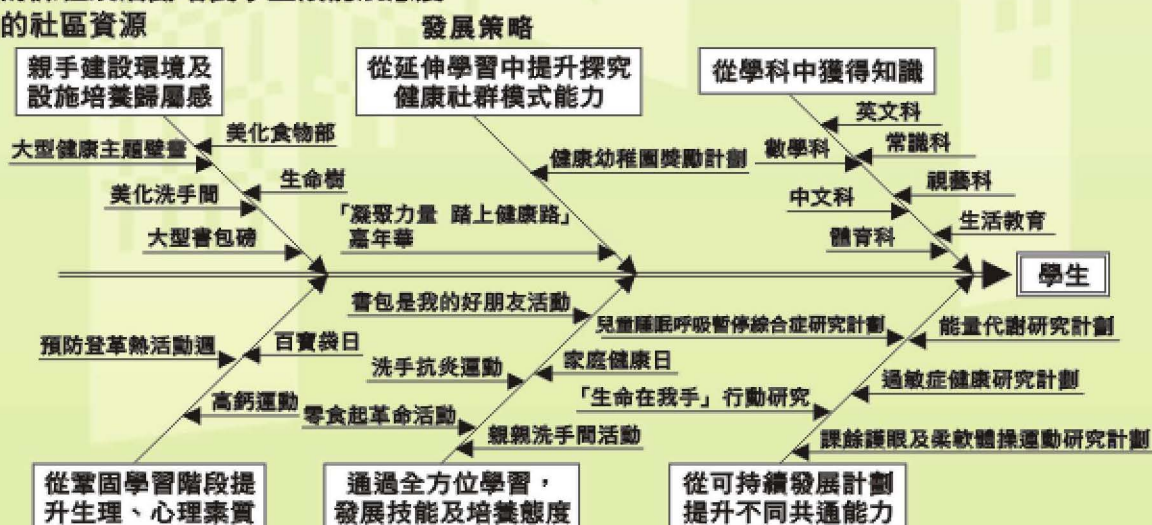 的社區資源
發展策略
親手建設環境及
設施培養歸屬感
從延伸學習中提升探究
健康社群模式能力
從學科中獲得知識
美化食物部
大型健康主題壁畫
生命樹
美化洗手間
大型書包磅
健康幼稚園獎勵計劃
「凝聚力量 踏上健康路」
嘉年華
英文科
數學科
常識科
視藝科
中文科
生活教育
體育科
學生
預防登革熱活動週
百寶袋日
高鈣運動
書包是我的好朋友活動
洗手抗炎運動
家庭健康日
零食起革命活動
親親洗手間活動
兒童睡眠呼吸暫停綜合症研究計劃
能量代謝研究計劃
過敏症健康研究計劃
「生命在我手」行動研究
課餘護眼及柔軟體操運動研究計劃
從鞏固學習階段提
升生理、心理素質
通過全方位學習，
發展技能及培養態度
從可持續發展計劃
提升不同共通能力